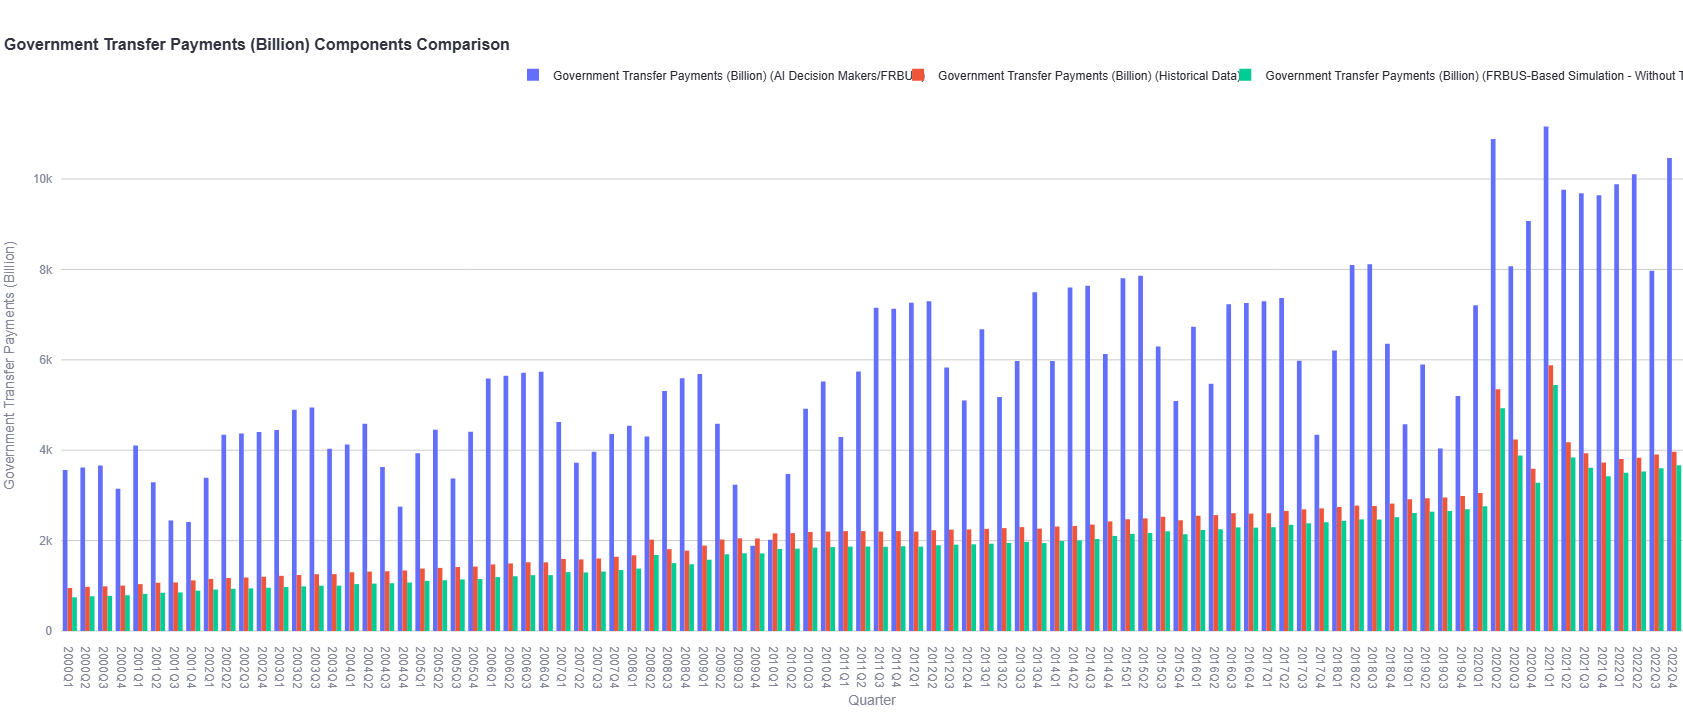 Government Transfer Payments (Billion) Components Comparison
Government Transfer Payments (Billion) (AI Decision Makers/FRBU
Government Transfer Payments (Billion) (Historical Data)
Government Transfer Payments (Billion) (FRBUS-Based Simulation - Without T
10k
8k
6k
4k
2k
0
Government Transfer Payments (Billion)
2000Q1
2000Q2
2000Q3
2000Q4
2001Q1
2001Q2
2001Q3
2001Q4
2002Q1
2002Q2
2002Q3
2002Q4
2003Q1
2003Q2
2003Q3
2003Q4
2004Q1
2004Q2
2004Q3
2004Q4
2005Q1
2005Q2
2005Q3
2005Q4
2006Q1
2006Q2
2006Q3
2006Q4
2007Q1
2007Q2
2007Q3
2007Q4
2008Q1
2008Q2
2008Q3
2008Q4
2009Q1
2009Q2
2009Q3
2009Q4
2010Q1
2010Q2
2010Q3
2010Q4
2011Q1
2011Q2
2011Q3
2011Q4
2012Q1
2012Q2
2012Q3
2012Q4
2013Q1
2013Q2
2013Q3
2013Q4
2014Q1
2014Q2
2014Q3
2014Q4
2015Q1
2015Q2
2015Q3
2015Q4
2016Q1
2016Q2
2016Q3
2016Q4
2017Q1
2017Q2
2017Q3
2017Q4
2018Q1
2018Q2
2018Q3
2018Q4
2019Q1
2019Q2
2019Q3
2019Q4
2020Q1
2020Q2
2020Q3
2020Q4
2021Q1
2021Q2
2021Q3
2021Q4
2022Q1
2022Q2
2022Q3
2022Q4
Quarter